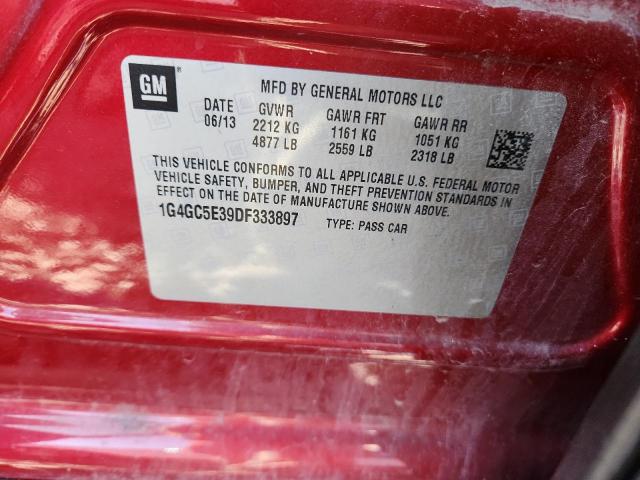 GM
MFD BY GENERAL MOTORS LLC
DATE GVWR GAWR FRT GAWR RR
06/13 2212 KG 1161 KG 1051 KG
4877 LB 2559 LB 2318 LB
THIS VEHICLE CONFORMS TO ALL APPLICABLE U.S. FEDERAL MOTOR
VEHICLE SAFETY, BUMPER, AND THEFT PREVENTION STANDARDS IN
EFFECT ON THE DATE OF MANUFACTURE SHOWN ABOVE.
1G4GC5E39DF333897 TYPE: PASS CAR